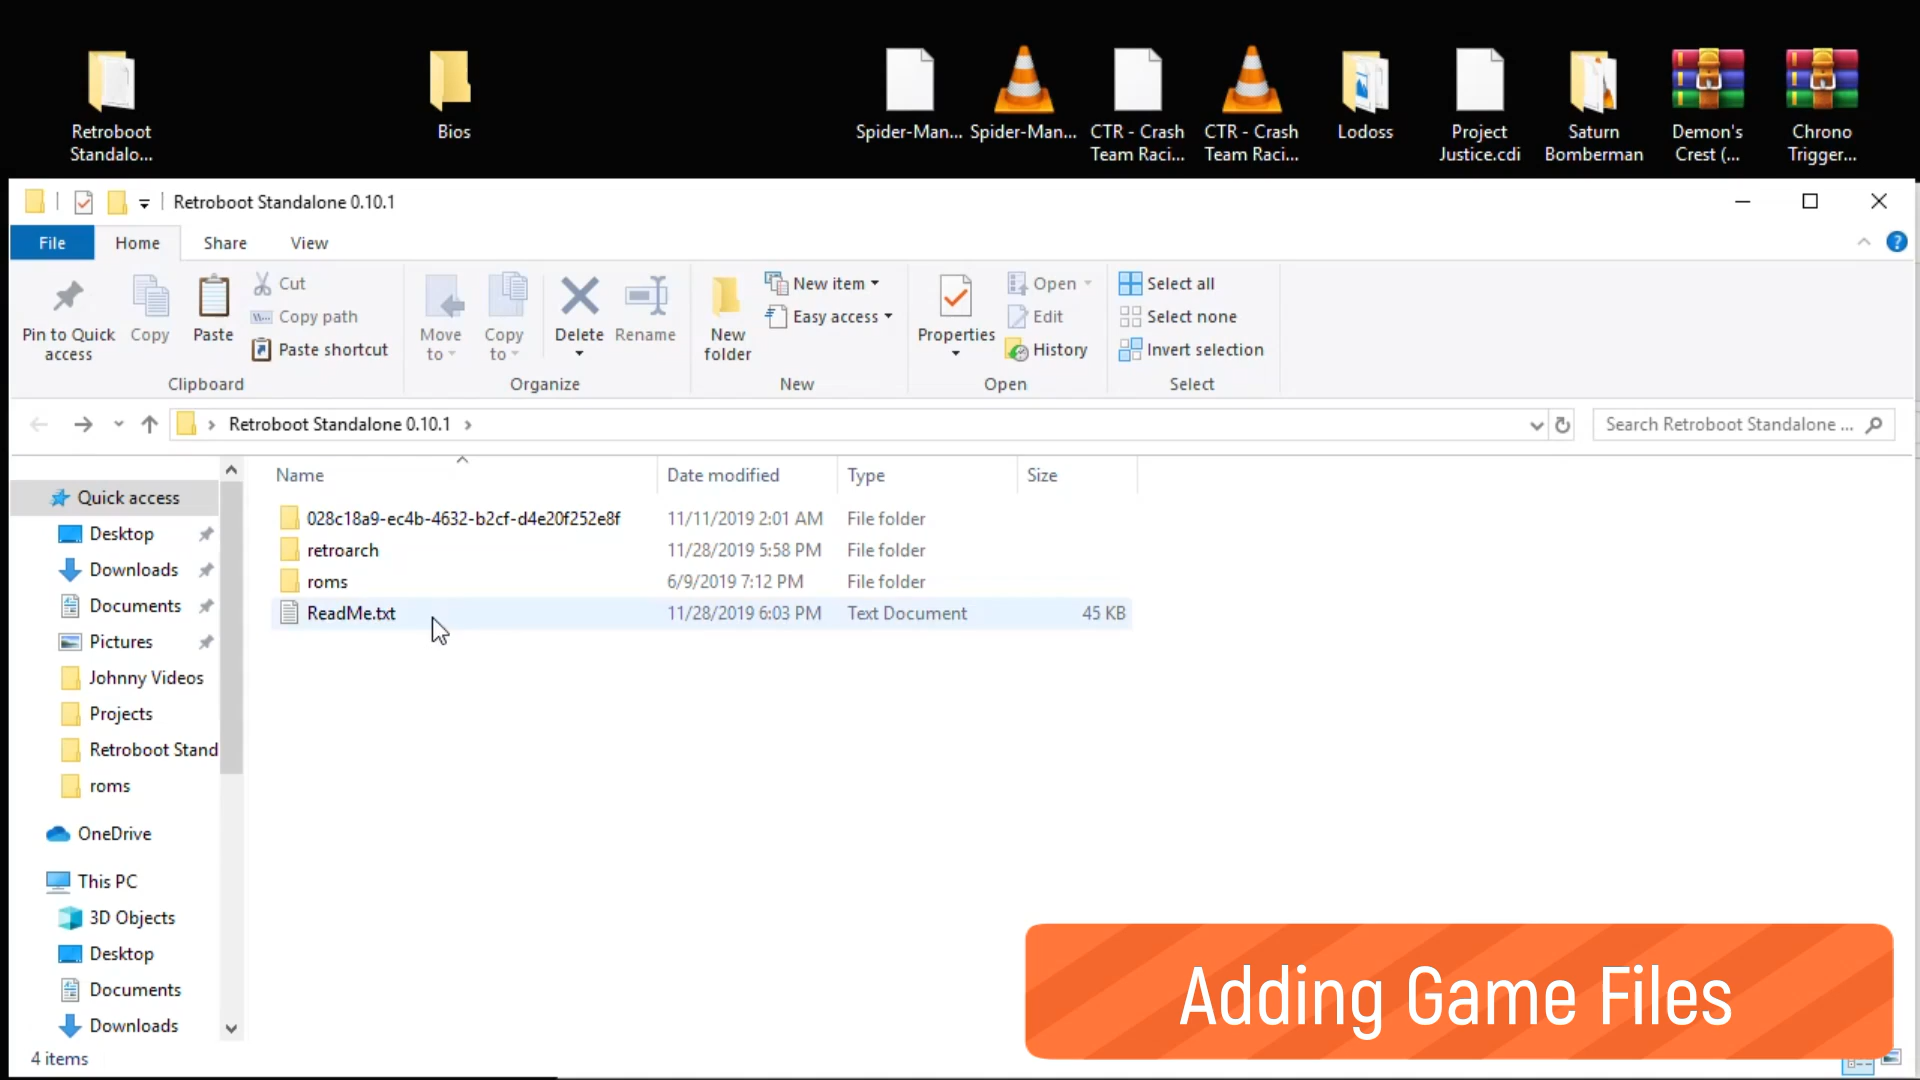 Retroboot
Standalo...
Bios
Spider-Man...
Spider-Man...
CTR - Crash
Team Raci...
CTR - Crash
Team Raci...
Lodoss
Project
Justice.cdi
Saturn
Bomberman
Demon's
Crest (...
Chrono
Trigger...
Retroboot Standalone 0.10.1
File Home Share View
Pin to Quick
access
Copy
Paste
Cut
Copy path
Paste shortcut
Clipboard
Move
to
Copy
to
Delete
Rename
Organize
New
folder
New item
Easy access
New
Properties
Open
Edit
History
Open
Select all
Select none
Invert selection
Select
Retroboot Standalone 0.10.1
Search Retroboot Standalone ...
Name Date modified Type Size
028c18a9-ec4b-4632-b2cf-d4e20f252e8f 11/11/2019 2:01 AM File folder
retroarch 11/28/2019 5:58 PM File folder
roms 6/9/2019 7:12 PM File folder
ReadMe.txt 11/28/2019 6:03 PM Text Document 45 KB
Quick access
Desktop
Downloads
Documents
Pictures
Johnny Videos
Projects
Retroboot Stand
roms
OneDrive
This PC
3D Objects
Desktop
Documents
Downloads
4 items
Adding Game Files